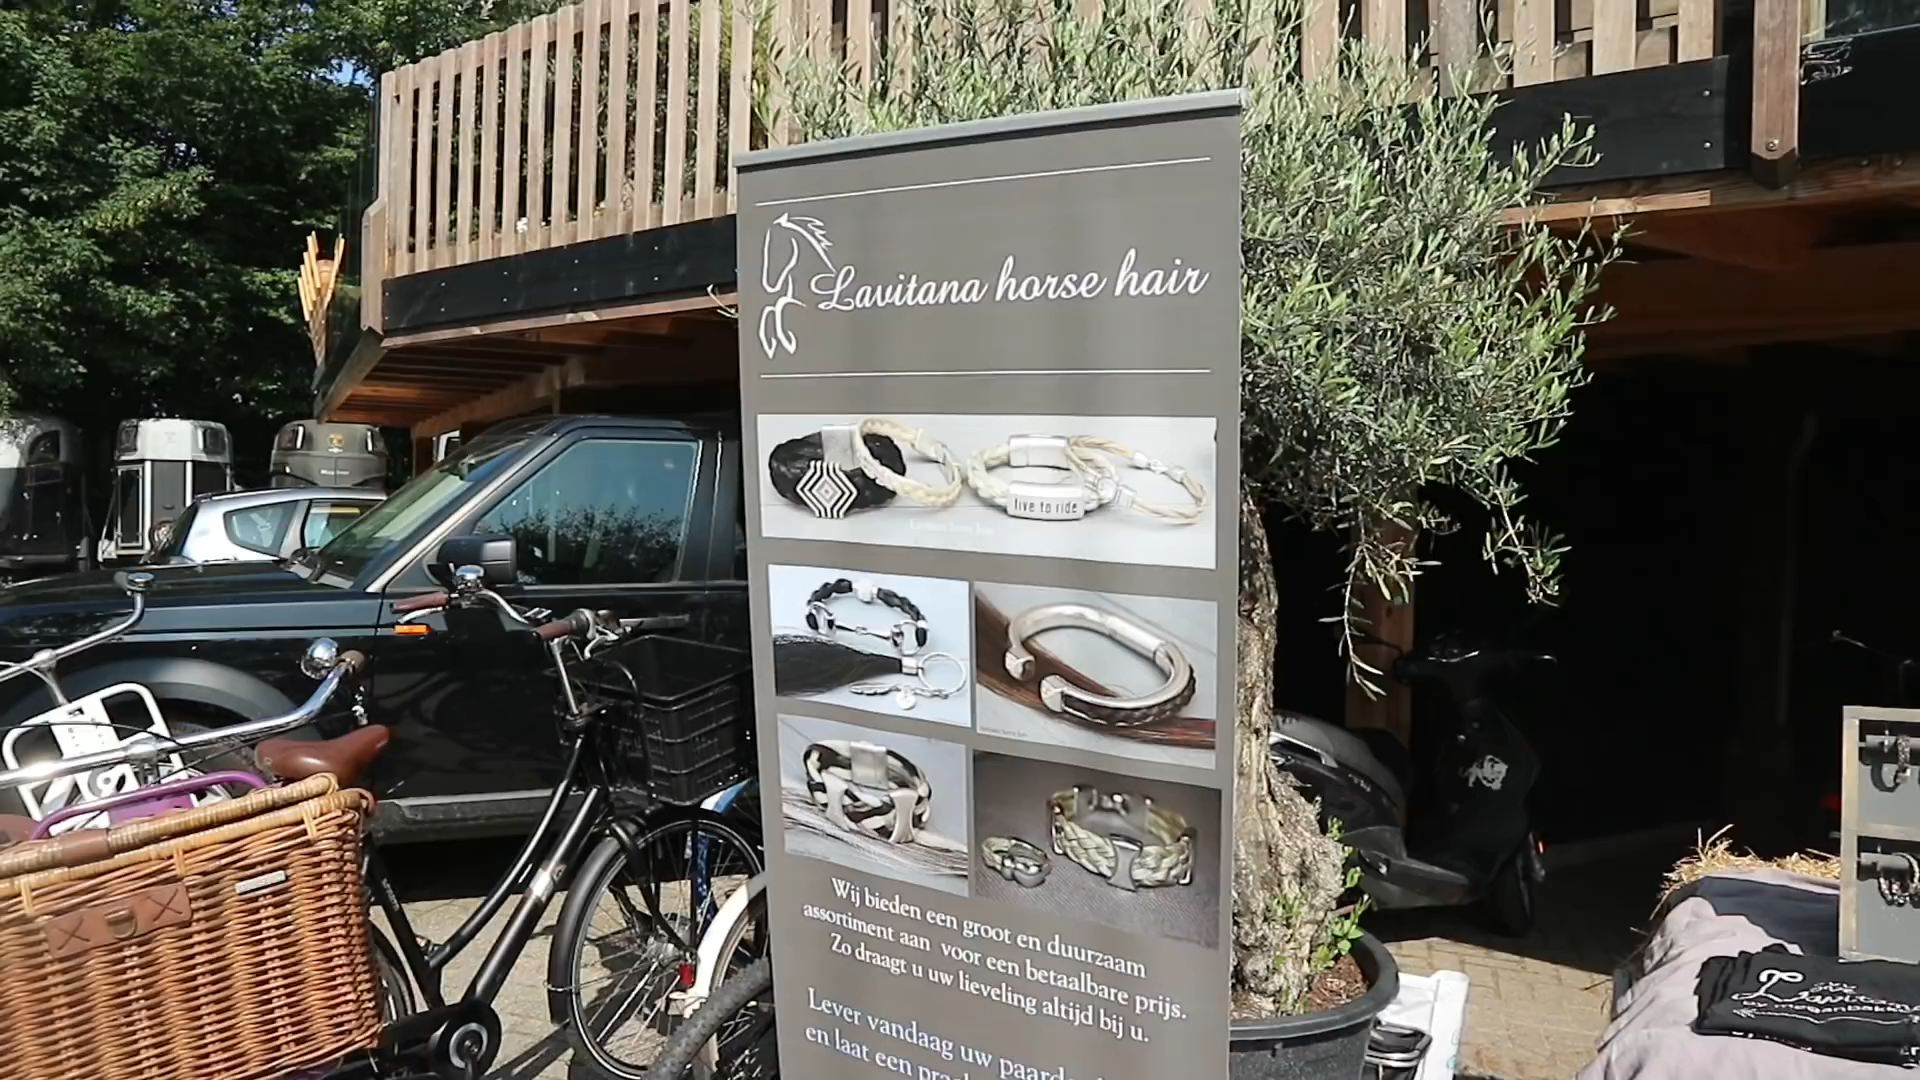 Lavitana horse hair
live to ride
Wij bieden een groot en duurzaam
assortiment aan voor een betaalbare prijs.
Zo draagt u uw lieveling altijd bij u.
Lever vandaag uw
en laat een